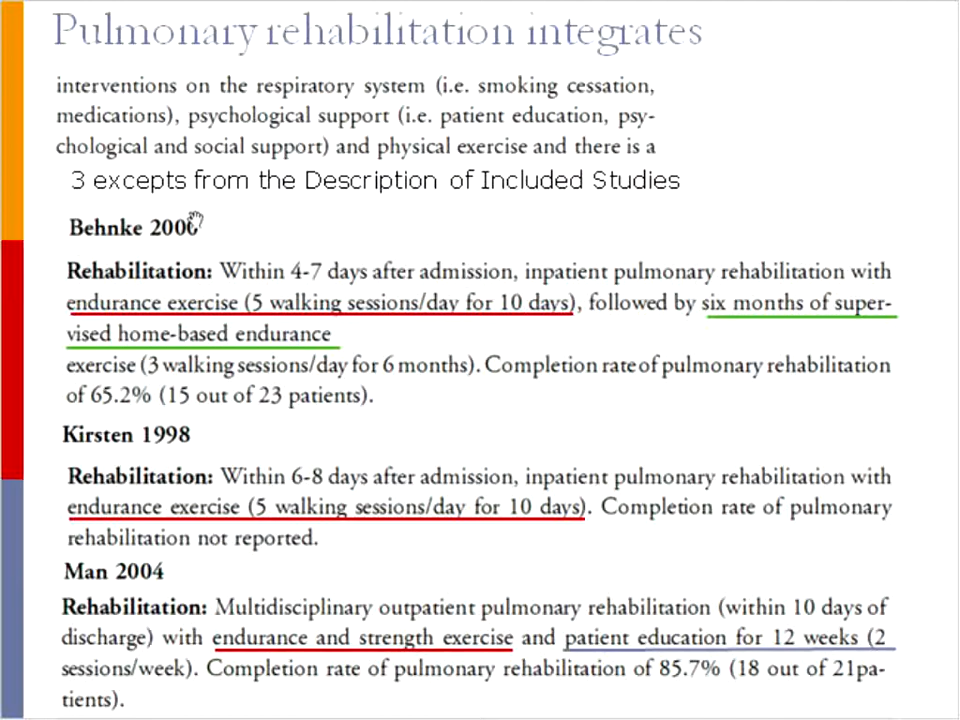 Pulmonary rehabilitation integrates
interventions on the respiratory system (i.e. smoking cessation,
medications), psychological support (i.e. patient education, psy-
chological and social support) and physical exercise and there is a
3 excepts from the Description of Included Studies
Behnke 2000
Rehabilitation: Within 4-7 days after admission, inpatient pulmonary rehabilitation with
endurance exercise (5 walking sessions/day for 10 days), followed by six months of super-
vised home-based endurance
exercise (3 walking sessions/day for 6 months). Completion rate of pulmonary rehabilitation
of 65.2% (15 out of 23 patients).
Kirsten 1998
Rehabilitation: Within 6-8 days after admission, inpatient pulmonary rehabilitation with
endurance exercise (5 walking sessions/day for 10 days). Completion rate of pulmonary
rehabilitation not reported.
Man 2004
Rehabilitation: Multidisciplinary outpatient pulmonary rehabilitation (within 10 days of
discharge) with endurance and strength exercise and patient education for 12 weeks (2
sessions/week). Completion rate of pulmonary rehabilitation of 85.7% (18 out of 21pa-
tients).